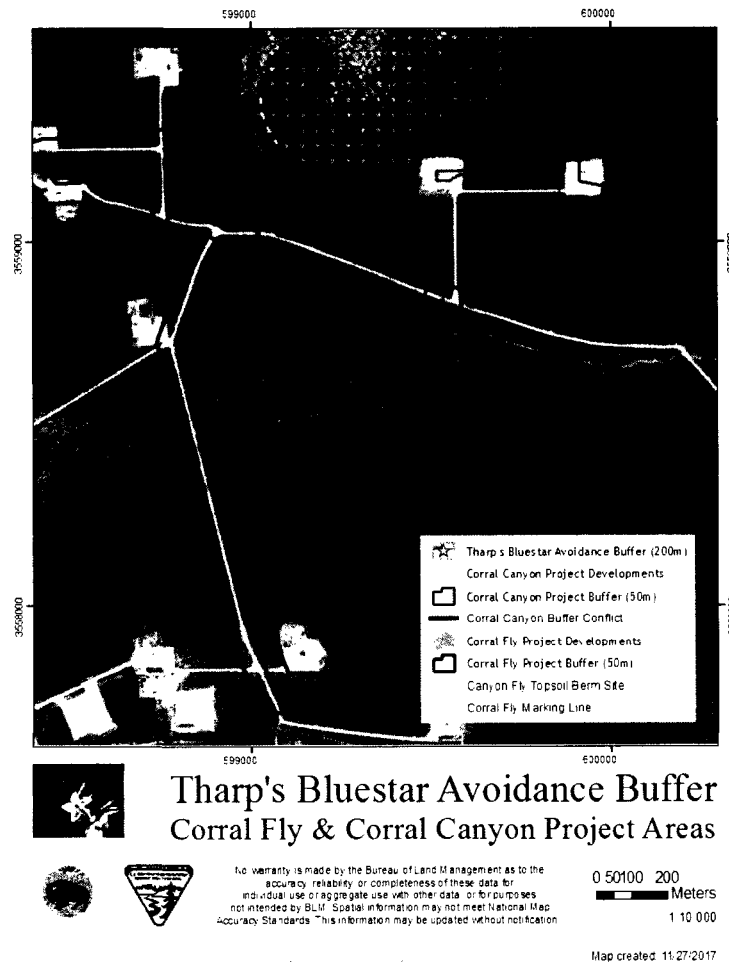 599000 600000
3559000
3558000
Tharp's Bluestar Avoidance Buffer (200m)
Corral Canyon Project Developments
Corral Canyon Project Buffer (50m)
Corral Canyon Buffer Conflict
Corral Fly Project Developments
Corral Fly Project Buffer (50m)
Canyon Fly Topsoil Berm Site
Corral Fly Marking Line
599000 600000
Tharp's Bluestar Avoidance Buffer
Corral Fly & Corral Canyon Project Areas
No warranty is made by the Bureau of Land Management as to the
accuracy reliability or completeness of these data for
individual use or aggregate use with other data or for purposes
not intended by BLM Spatial information may not meet National Map
Accuracy Standards This information may be updated without notification
0 50100 200
Meters
1 10 000
Map created 11/27/2017